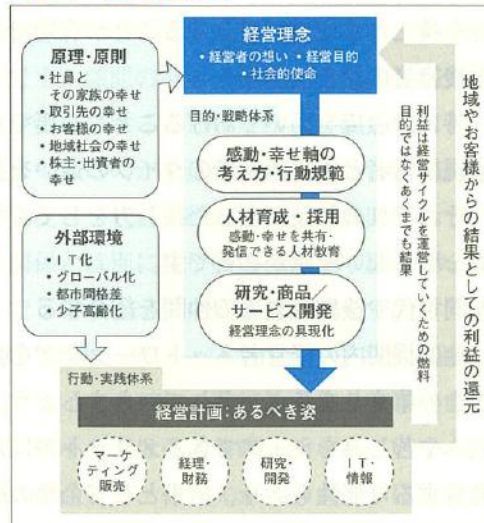 原理・原則
・社員と
その家族の幸せ
・取引先の幸せ
・お客様の幸せ
・地域社会の幸せ
・株主・出資者の
幸せ
外部環境
・IT化
・グローバル化
・都市間格差
・少子高齢化
経営理念
・経営者の想い ・経営目的
・社会的使命
目的・戦略体系
感動・幸せ軸の
考え方・行動規範
人材育成・採用
感動・幸せを共有・
発信できる人材教育
研究・商品／
サービス開発
経営理念の具現化
行動・実践体系
経営計画：あるべき姿
マーケ
ティング
販売
経理・
財務
研究・
開発
IT・
情報
地域やお客様からの結果としての利益の還元
利益は経営サイクルを運営していくための燃料
目的ではなくあくまでも結果